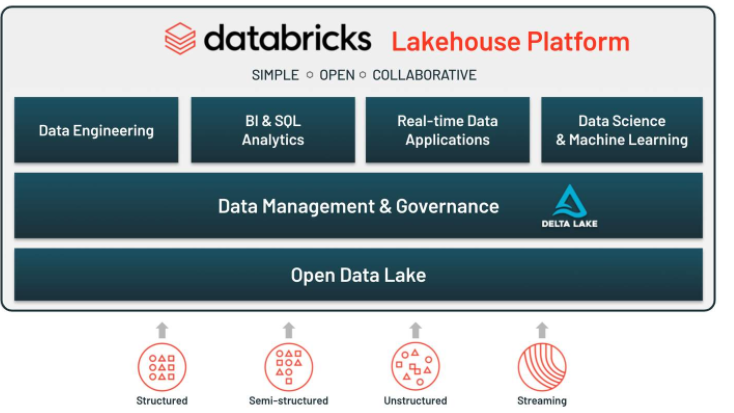 databricks Lakehouse Platform
SIMPLE ○ OPEN ○ COLLABORATIVE
Data Engineering
BI & SQL
Analytics
Real-time Data
Applications
Data Science
& Machine Learning
Data Management & Governance
DELTA LAKE
Open Data Lake
Structured
Semi-structured
Unstructured
Streaming